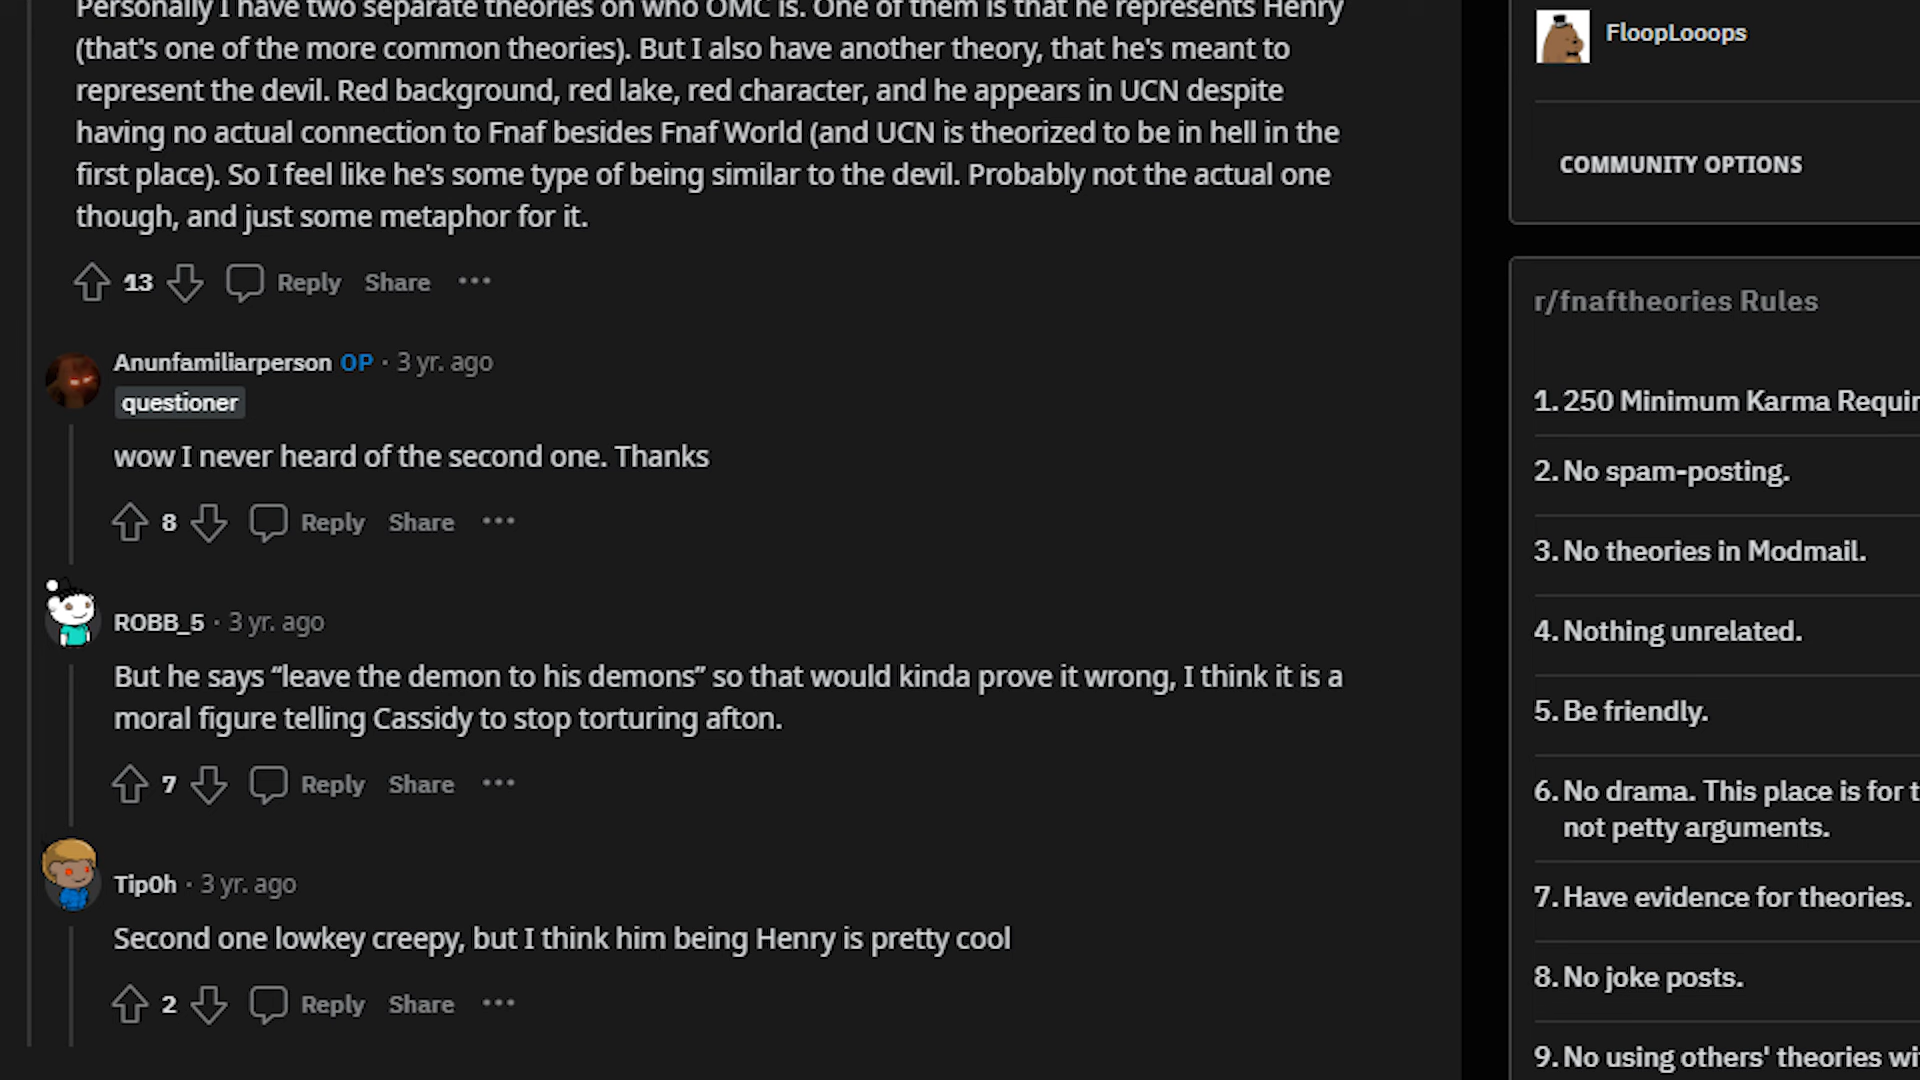 Personally I have two separate theories on who OMC is. One of them is that he represents Henry
(that's one of the more common theories). But I also have another theory, that he's meant to
represent the devil. Red background, red lake, red character, and he appears in UCN despite
having no actual connection to Fnaf besides Fnaf World (and UCN is theorized to be in hell in the
first place). So I feel like he's some type of being similar to the devil. Probably not the actual one
though, and just some metaphor for it.
13 Reply Share ···
Anunfamiliarperson OP · 3 yr. ago
questioner
wow I never heard of the second one. Thanks
8 Reply Share ···
ROBB_5 · 3 yr. ago
But he says “leave the demon to his demons” so that would kinda prove it wrong, I think it is a
moral figure telling Cassidy to stop torturing afton.
7 Reply Share ···
Tip0h · 3 yr. ago
Second one lowkey creepy, but I think him being Henry is pretty cool
2 Reply Share ···
FloopLooops
COMMUNITY OPTIONS
r/fnaftheories Rules
1. 250 Minimum Karma Requir
2. No spam-posting.
3. No theories in Modmail.
4. Nothing unrelated.
5. Be friendly.
6. No drama. This place is for t
not petty arguments.
7. Have evidence for theories.
8. No joke posts.
9. No using others' theories wi